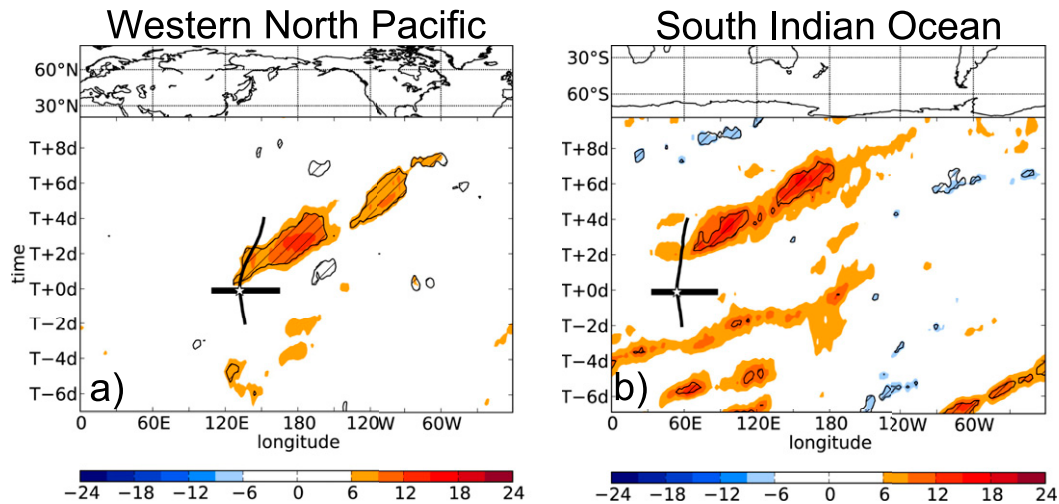 Western North Pacific
South Indian Ocean
60°N
30°N
30°S
60°S
T+8d
T+6d
T+4d
T+2d
T+0d
T−2d
T−4d
T−6d
time
a)
0 60E 120E 180 120W 60W
longitude
−24 −18 −12 −6 0 6 12 18 24
T+8d
T+6d
T+4d
T+2d
T+0d
T−2d
T−4d
T−6d
b)
0 60E 120E 180 120W 60W
longitude
−24 −18 −12 −6 0 6 12 18 24